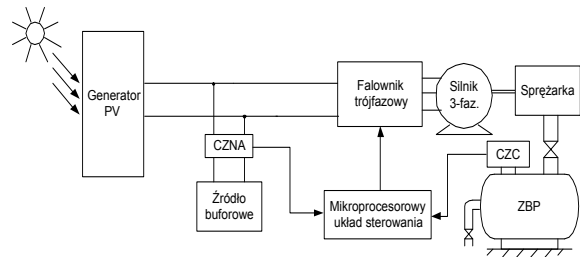 Generator
PV
Falownik
trójfazowy
Silnik
3-faz.
Sprężarka
CZNA
CZC
Źródło
buforowe
Mikroprocesorowy
układ sterowania
ZBP